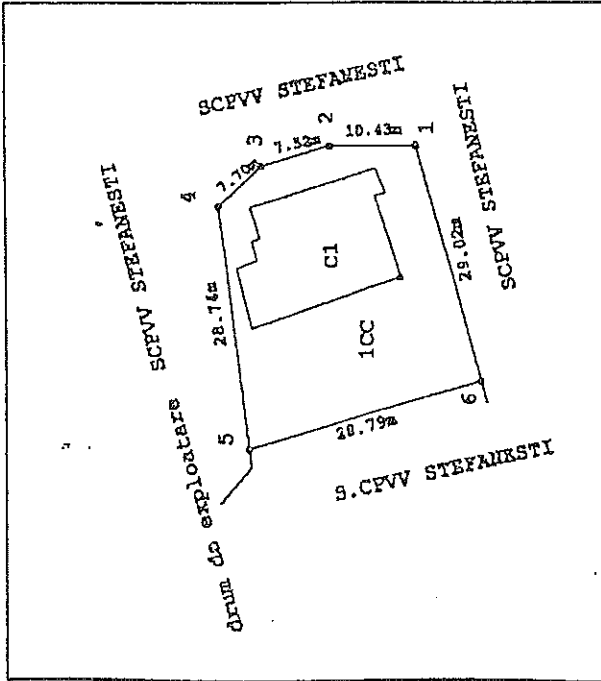 SCPVV STEFANESTI
SCPVV STEFANESTI
drum de exploatare SCPVV STEFANESTI
S.CPVV STEFANESTI
1
2
3
4
5
6
10.43m
7.52m
7.70m
28.74m
28.79m
29.02m
C1
1CC